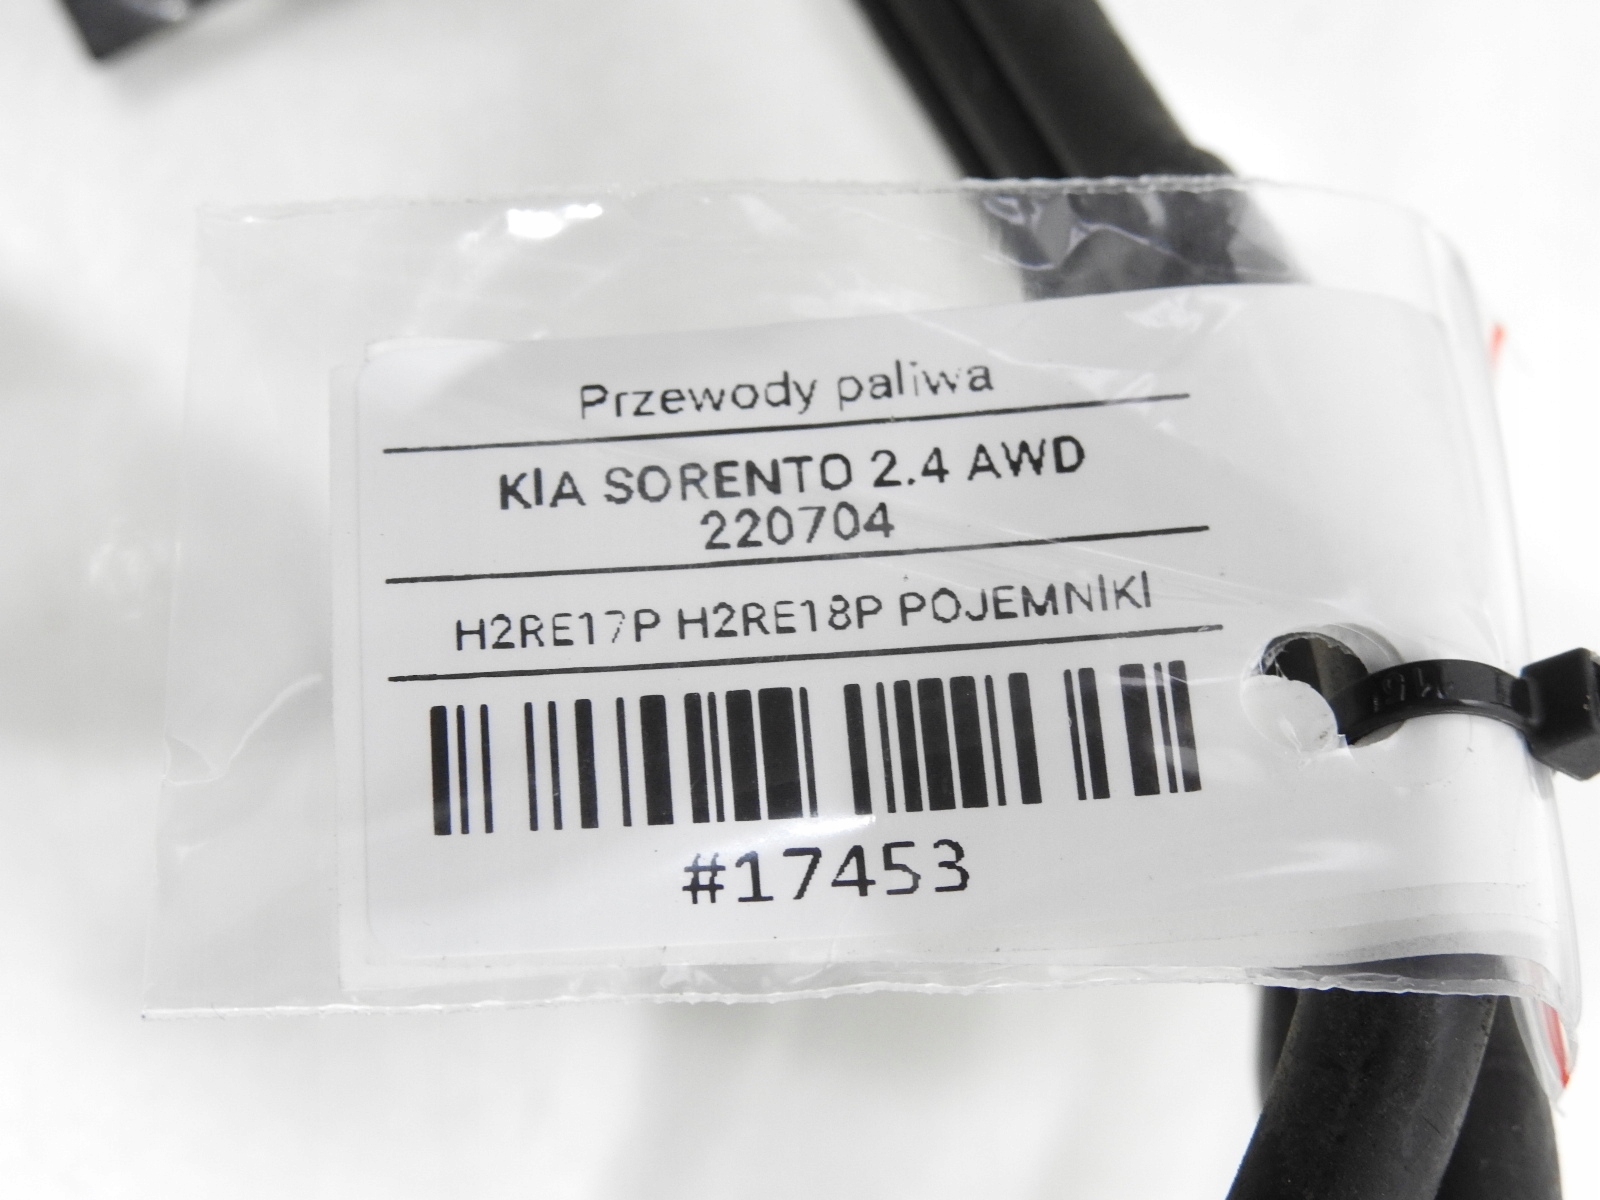 Przewody paliwa
KIA SORENTO 2.4 AWD
220704
H2RE17P H2RE18P POJEMNIKI
#17453